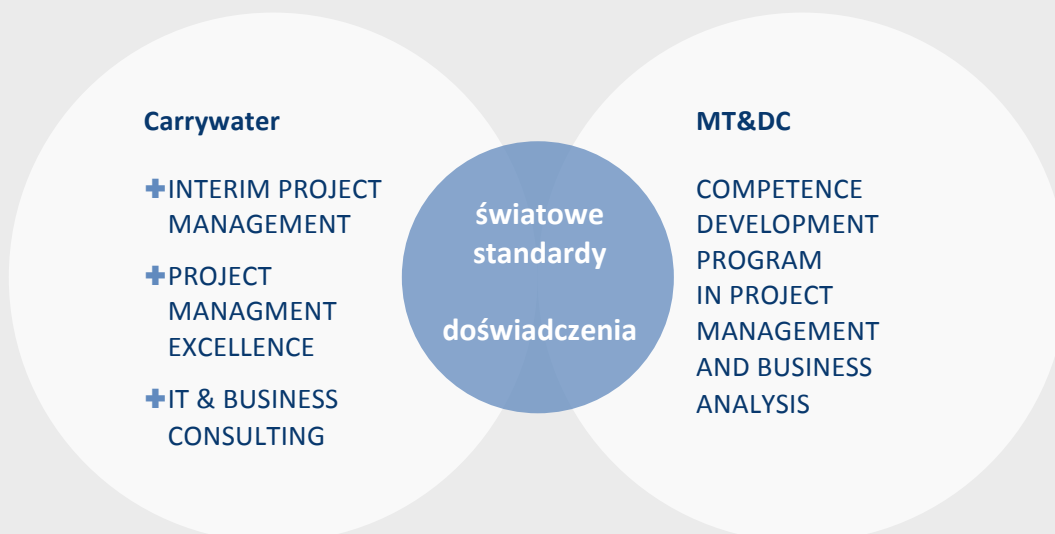 Carrywater
✚INTERIM PROJECT
MANAGEMENT
✚PROJECT
MANAGMENT
EXCELLENCE
✚IT & BUSINESS
CONSULTING
światowe
standardy
doświadczenia
MT&DC
COMPETENCE
DEVELOPMENT
PROGRAM
IN PROJECT
MANAGEMENT
AND BUSINESS
ANALYSIS